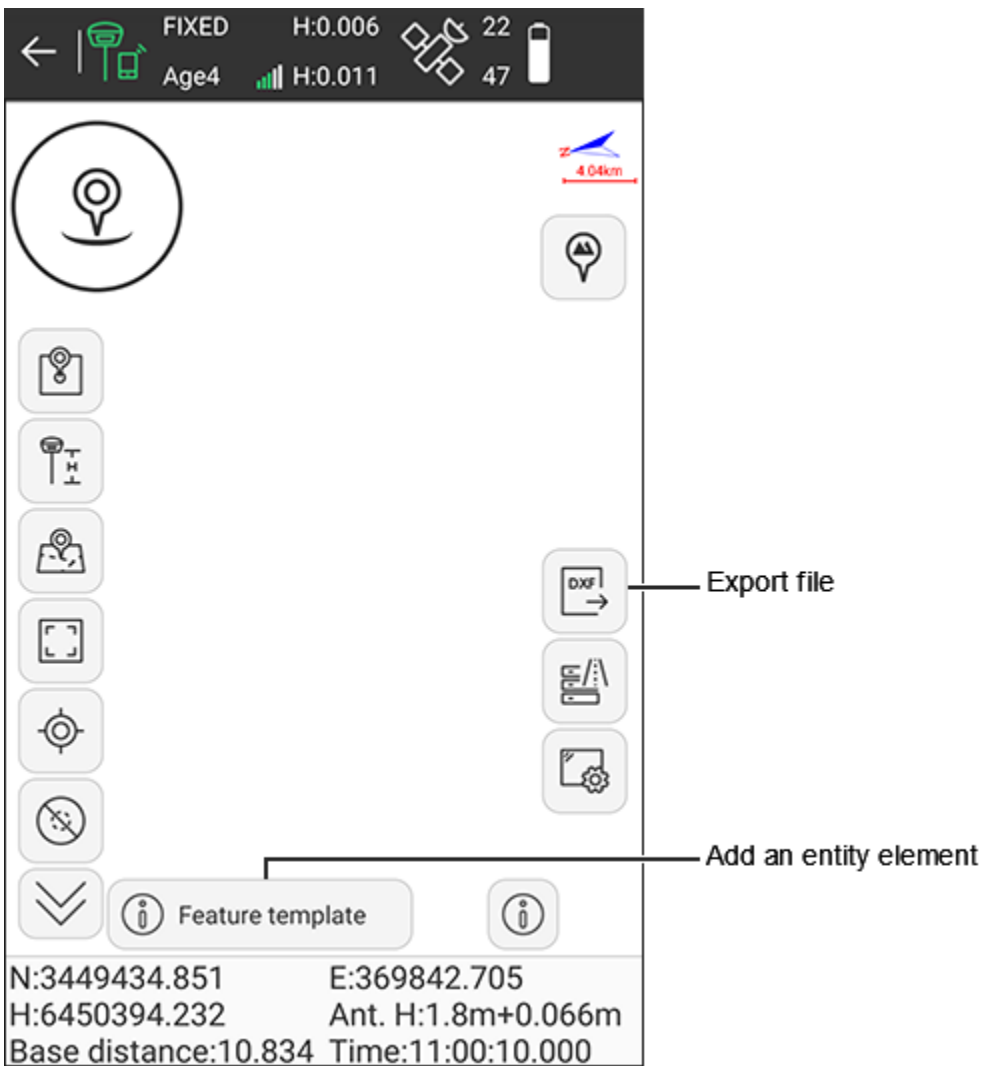 FIXED H:0.006 22
Age4 H:0.011 47
N
4.04km
H
DXF
Export file
Add an entity element
Feature template
N:3449434.851 E:369842.705
H:6450394.232 Ant. H:1.8m+0.066m
Base distance:10.834 Time:11:00:10.000